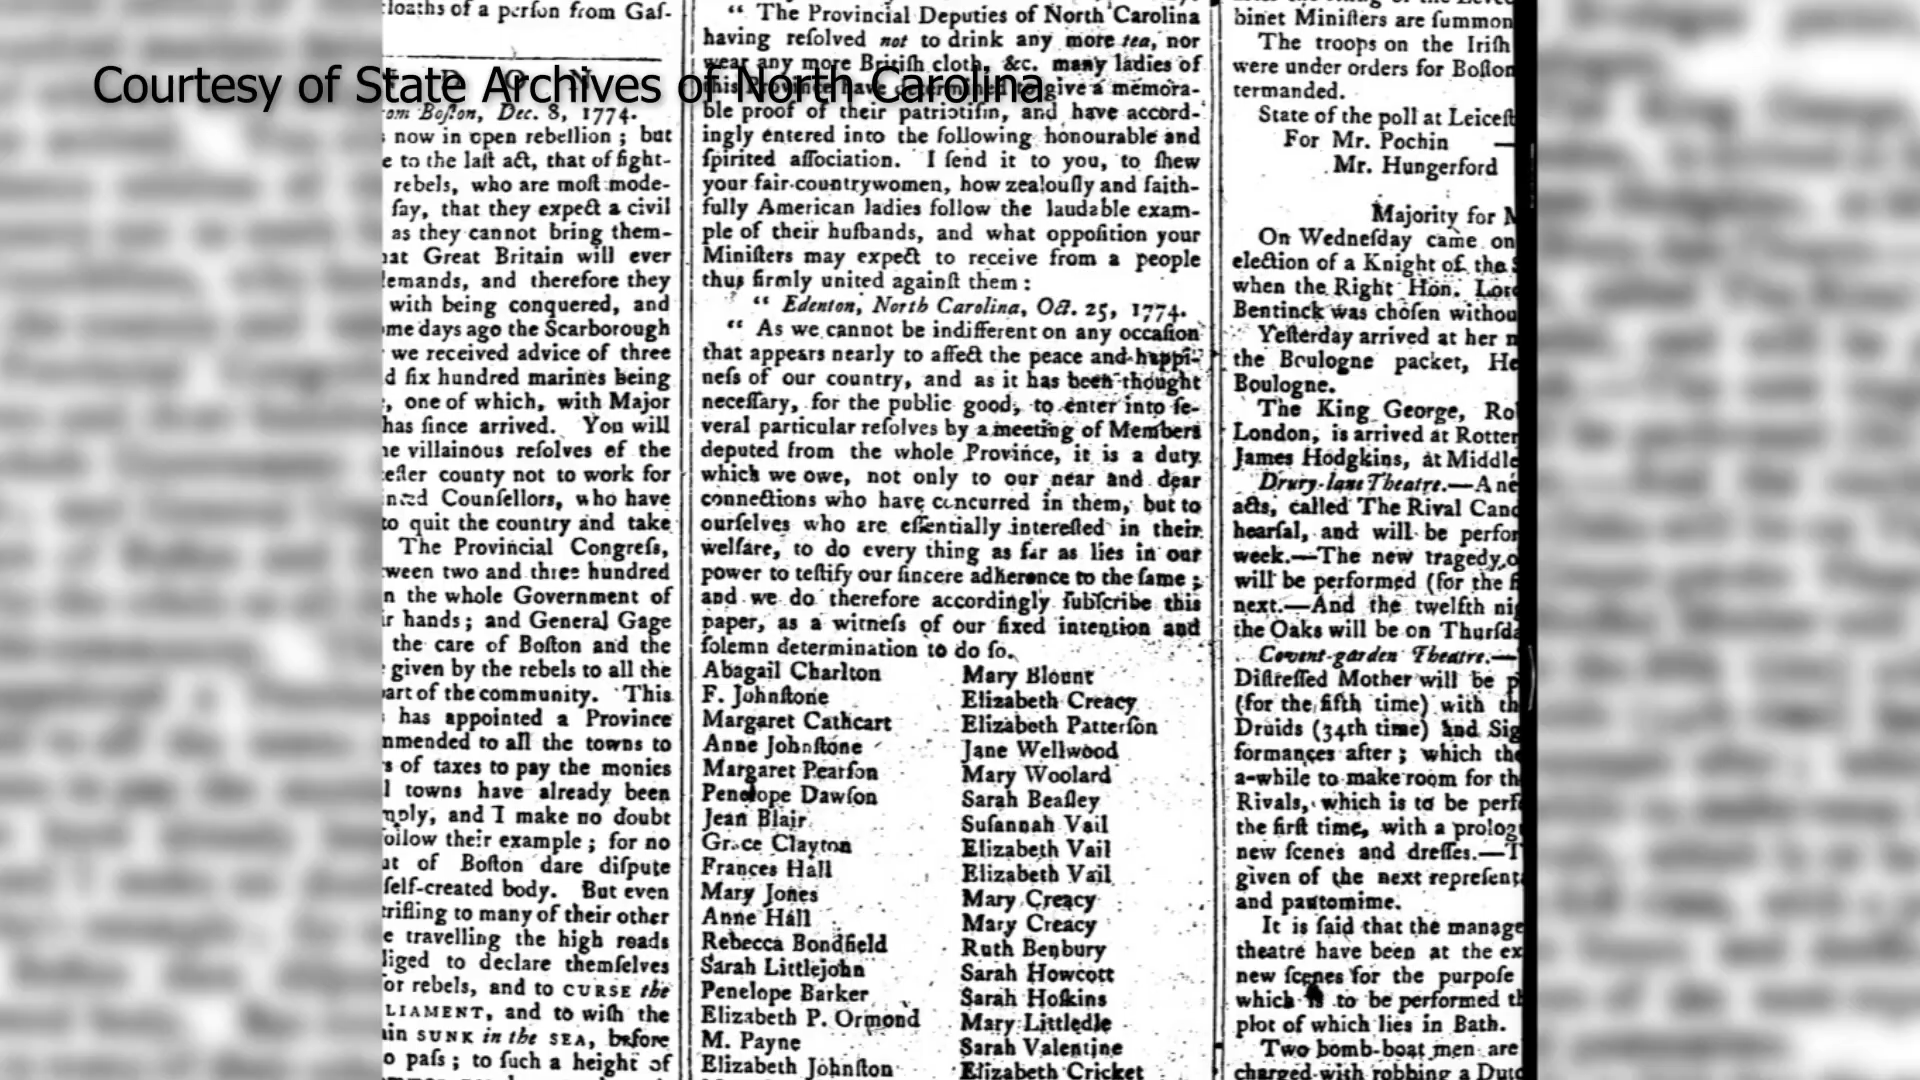 Courtesy of State Archives of North Carolina
loaths of a perſon from Gaſ-
om Boſton, Dec. 8, 1774.
now in open rebellion ; but
e to the laſt act, that of fight-
rebels, who are moſt mode-
ſay, that they expect a civil
as they cannot bring them-
at Great Britain will ever
emands, and therefore they
with being conquered, and
me days ago the Scarborough
we received advice of three
d ſix hundred marines being
, one of which, with Major
has ſince arrived. You will
e villainous reſolves of the
eſter county not to work for
Counſellors, who have
to quit the country and take
The Provincial Congreſs,
ween two and three hundred
n the whole Government of
r hands ; and General Gage
the care of Boſton and the
given by the rebels to all the
art of the community. This
has appointed a Province
mmended to all the towns to
s of taxes to pay the monies
l towns have already been
mply, and I make no doubt
ollow their example ; for no
at of Boſton dare diſpute
ſelf-created body. But even
rifling to many of their other
e travelling the high roads
liged to declare themſelves
or rebels, and to CURSE the
LIAMENT, and to wiſh the
ain SUNK in the SEA, before
o paſs ; to ſuch a height of
“ The Provincial Deputies of North Carolina
having reſolved not to drink any more tea, nor
wear any more Britiſh cloth, &c. many ladies of
this Province have determined to give a memora-
ble proof of their patriotiſm, and have accord-
ingly entered into the following honourable and
ſpirited aſſociation. I ſend it to you, to ſhew
your fair countrywomen, how zealouſly and faith-
fully American ladies follow the laudable exam-
ple of their huſbands, and what oppoſition your
Miniſters may expect to receive from a people
thus firmly united againſt them :
“ Edenton, North Carolina, Oct. 25, 1774.
“ As we cannot be indifferent on any occaſion
that appears nearly to affect the peace and happi-
neſs of our country, and as it has been thought
neceſſary, for the public good, to enter into ſe-
veral particular reſolves by a meeting of Members
deputed from the whole Province, it is a duty
which we owe, not only to our near and dear
connections who have concurred in them, but to
ourſelves who are eſſentially intereſted in their
welfare, to do every thing as far as lies in our
power to teſtify our ſincere adherence to the ſame ;
and we do therefore accordingly ſubſcribe this
paper, as a witneſs of our fixed intention and
ſolemn determination to do ſo.
Abagail Charlton
F. Johnſtone
Margaret Cathcart
Anne Johnſtone
Margaret Pearſon
Penelope Dawſon
Jean Blair
Grace Clayton
Frances Hall
Mary Jones
Anne Hall
Rebecca Bondfield
Sarah Littlejohn
Penelope Barker
Elizabeth P. Ormond
M. Payne
Elizabeth Johnſton
Mary Blount
Elizabeth Creacy
Elizabeth Patterſon
Jane Wellwood
Mary Woolard
Sarah Beaſley
Suſannah Vail
Elizabeth Vail
Elizabeth Vail
Mary Creacy
Mary Creacy
Ruth Benbury
Sarah Howcott
Sarah Hoſkins
Mary Littledle
Sarah Valentine
Elizabeth Cricket
binet Miniſters are ſummon
The troops on the Iriſh
were under orders for Boſton
termanded.
State of the poll at Leiceſt
For Mr. Pochin —
Mr. Hungerford
Majority for M
On Wedneſday came on
election of a Knight of the S
when the Right Hon. Lord
Bentinck was choſen withou
Yeſterday arrived at her m
the Boulogne packet, He
Boulogne.
The King George, Ro
London, is arrived at Rotter
James Hodgkins, at Middle
Drury-lane Theatre.—A ne
acts, called The Rival Cand
hearſal, and will be perfor
week.—The new tragedy o
will be performed (for the fi
next.—And the twelfth nig
the Oaks will be on Thurſda
Covent-garden Theatre.—
Diſtreſſed Mother will be p
(for the fifth time) with th
Druids (34th time) and Sig
formances after ; which the
a-while to make room for th
Rivals, which is to be perf
the firſt time, with a prolog
new ſcenes and dreſſes.—T
given of the next repreſent
and pantomime.
It is ſaid that the manage
theatre have been at the ex
new ſcenes for the purpoſe
which is to be performed th
plot of which lies in Bath.
Two bomb-boat men are
charged with robbing a Dutc